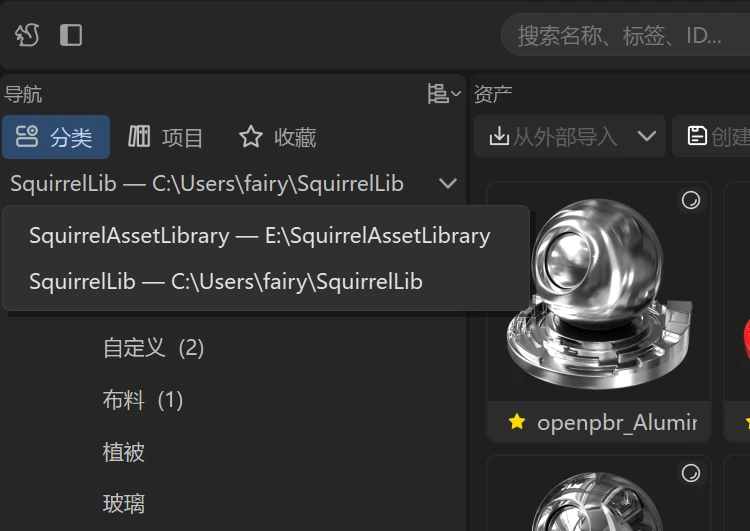 搜索名称、标签、ID...
导航
资产
分类
项目
收藏
从外部导入
创建
SquirrelLib — C:\Users\fairy\SquirrelLib
SquirrelAssetLibrary — E:\SquirrelAssetLibrary
SquirrelLib — C:\Users\fairy\SquirrelLib
自定义 (2)
布料 (1)
植被
玻璃
openpbr_Alumin